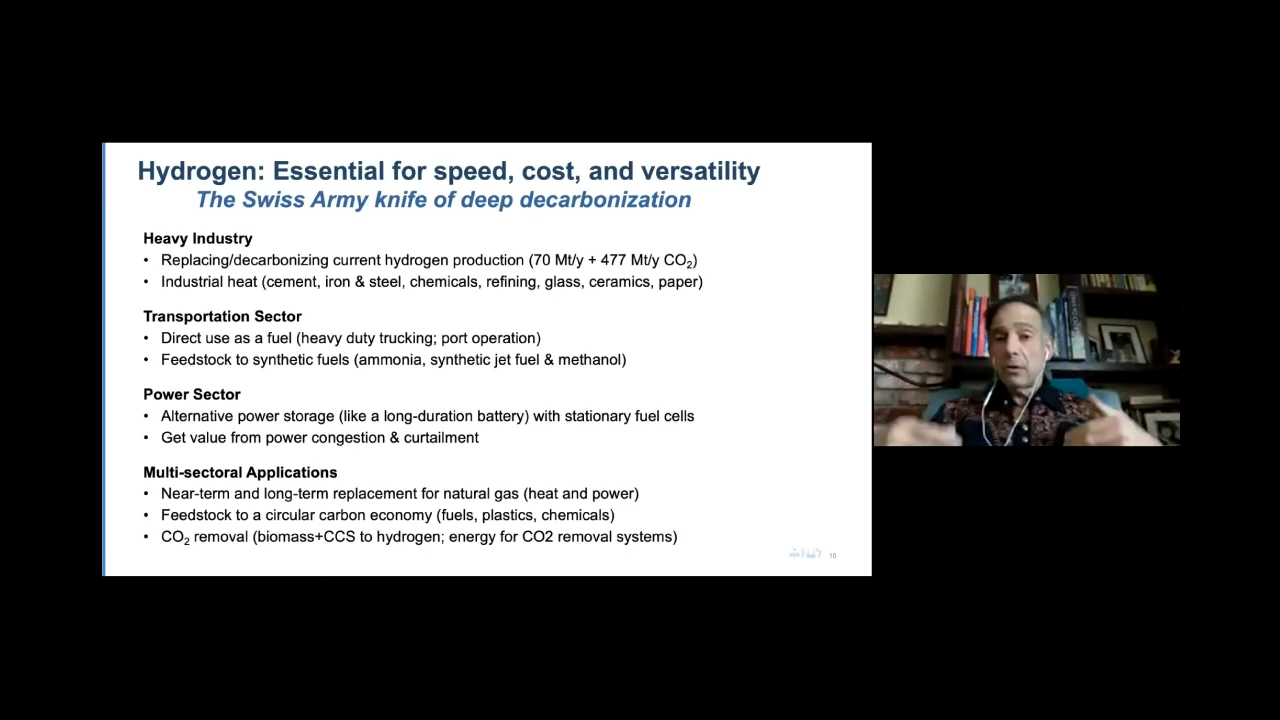 Hydrogen: Essential for speed, cost, and versatility
The Swiss Army knife of deep decarbonization
Heavy Industry
• Replacing/decarbonizing current hydrogen production (70 Mt/y + 477 Mt/y CO₂)
• Industrial heat (cement, iron & steel, chemicals, refining, glass, ceramics, paper)
Transportation Sector
• Direct use as a fuel (heavy duty trucking; port operation)
• Feedstock to synthetic fuels (ammonia, synthetic jet fuel & methanol)
Power Sector
• Alternative power storage (like a long-duration battery) with stationary fuel cells
• Get value from power congestion & curtailment
Multi-sectoral Applications
• Near-term and long-term replacement for natural gas (heat and power)
• Feedstock to a circular carbon economy (fuels, plastics, chemicals)
• CO₂ removal (biomass+CCS to hydrogen; energy for CO2 removal systems)
10